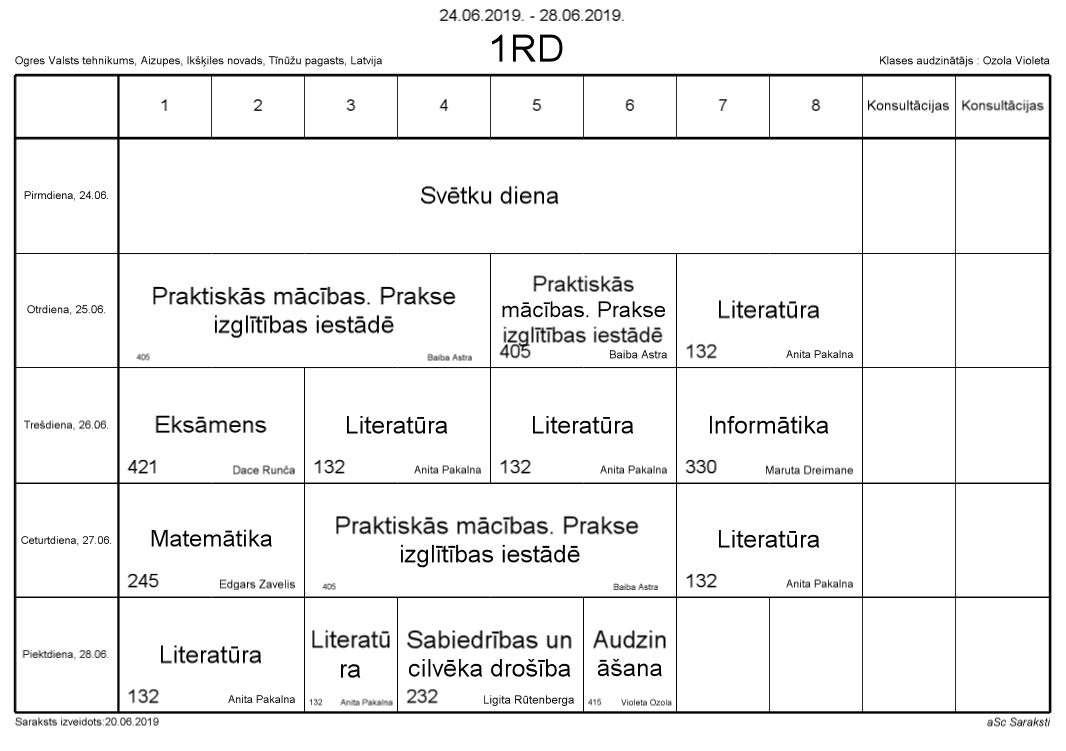 24.06.2019. - 28.06.2019.
1RD
Ogres Valsts tehnikums, Aizupes, Ikšķiles novads, Tīnūžu pagasts, Latvija
Klases audzinātājs : Ozola Violeta
1 2 3 4 5 6 7 8 Konsultācijas Konsultācijas
Pirmdiena, 24.06.
Svētku diena
Otrdiena, 25.06.
Praktiskās mācības. Prakse
izglītības iestādē
405 Baiba Astra
Praktiskās
mācības. Prakse
izglītības iestādē
405 Baiba Astra
Literatūra
132 Anita Pakalna
Trešdiena, 26.06.
Eksāmens
421 Dace Runča
Literatūra
132 Anita Pakalna
Literatūra
132 Anita Pakalna
Informātika
330 Maruta Dreimane
Ceturtdiena, 27.06.
Matemātika
245 Edgars Zavelis
Praktiskās mācības. Prakse
izglītības iestādē
405 Baiba Astra
Literatūra
132 Anita Pakalna
Piektdiena, 28.06.
Literatūra
132 Anita Pakalna
Literatū
ra
132 Anita Pakalna
Sabiedrības un
cilvēka drošība
232 Ligita Rūtenberga
Audzin
āšana
415 Violeta Ozola
Saraksts izveidots:20.06.2019
aSc Saraksti